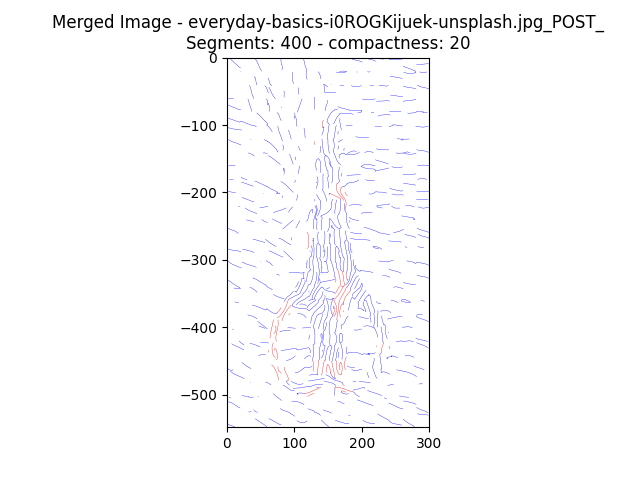 Merged Image - everyday-basics-i0ROGKijuek-unsplash.jpg_POST_
Segments: 400 - compactness: 20
0
−100
−200
−300
−400
−500
0 100 200 300